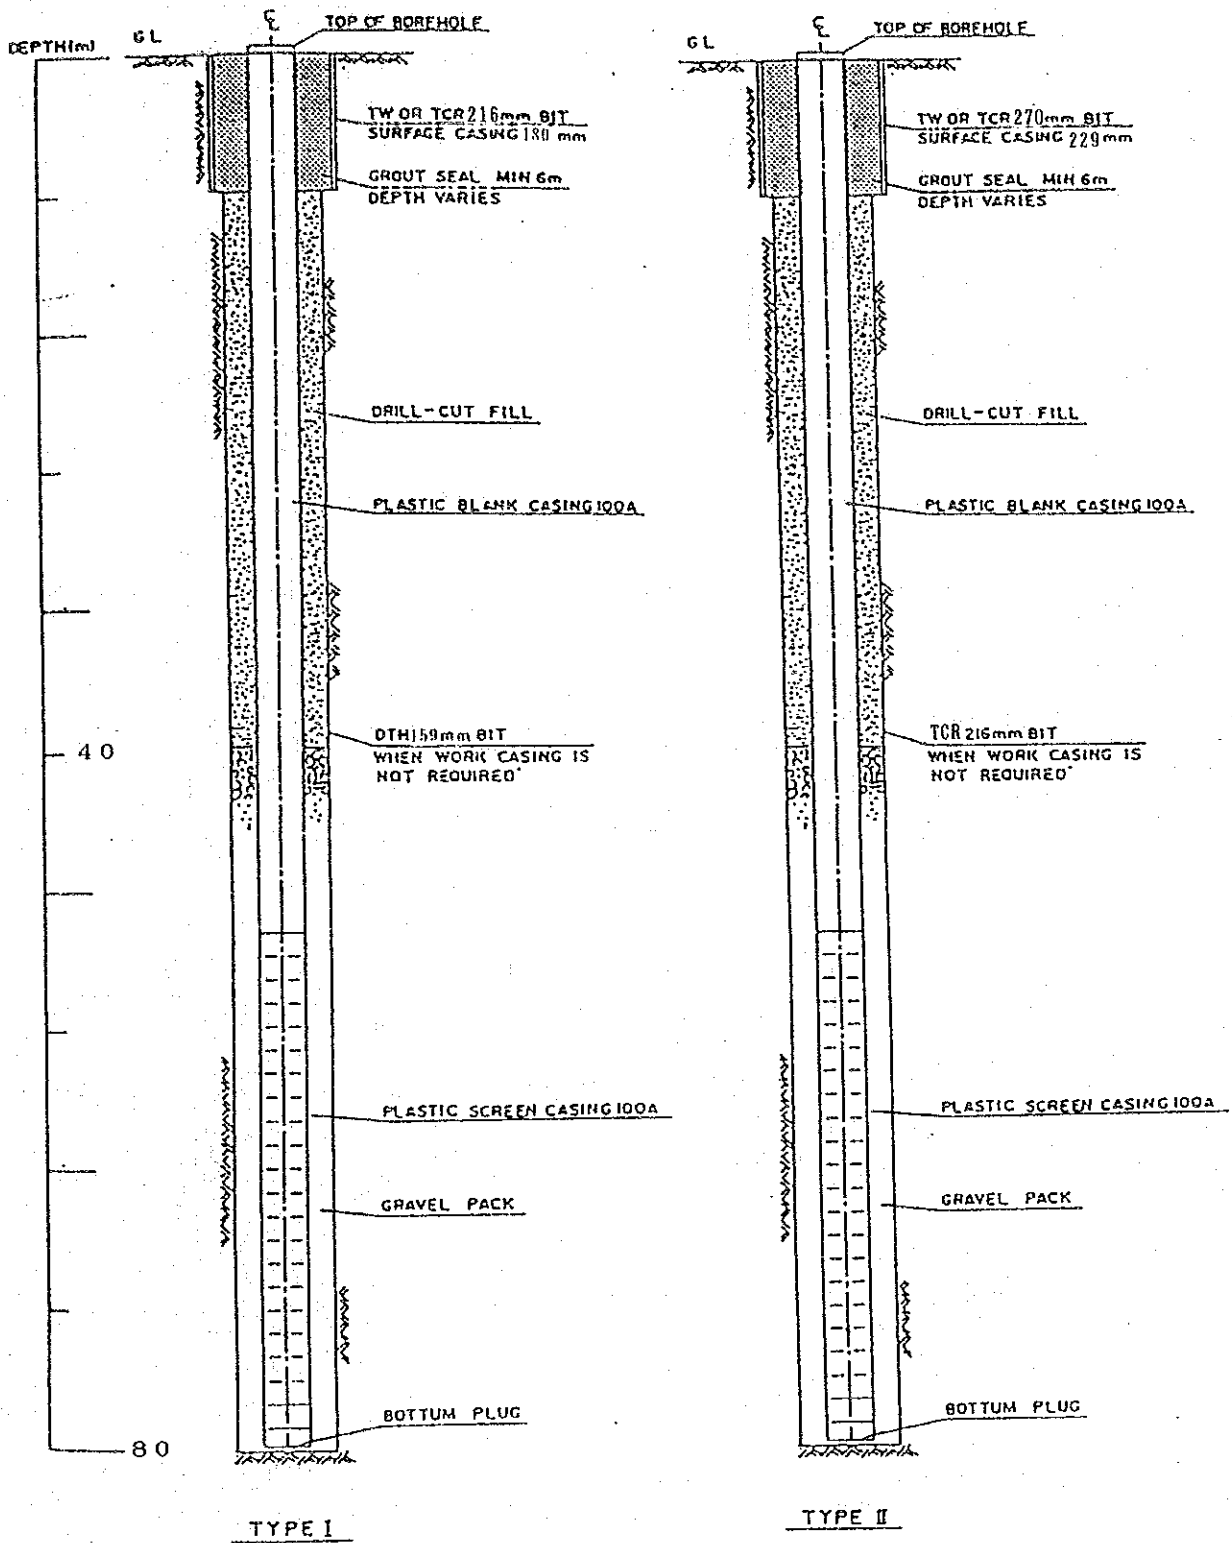 DEPTH(m)
GL
℄
TOP OF BOREHOLE
TW OR TCR 216mm BIT
SURFACE CASING 180 mm
GROUT SEAL MIN 6m
DEPTH VARIES
DRILL-CUT FILL
PLASTIC BLANK CASING 100A
40
DTH 159mm BIT
WHEN WORK CASING IS
NOT REQUIRED
PLASTIC SCREEN CASING 100A
GRAVEL PACK
BOTTOM PLUG
80
TYPE I
GL
℄
TOP OF BOREHOLE
TW OR TCR 270mm BIT
SURFACE CASING 229mm
GROUT SEAL MIN 6m
DEPTH VARIES
DRILL-CUT FILL
PLASTIC BLANK CASING 100A
TCR 216mm BIT
WHEN WORK CASING IS
NOT REQUIRED
PLASTIC SCREEN CASING 100A
GRAVEL PACK
BOTTOM PLUG
TYPE II